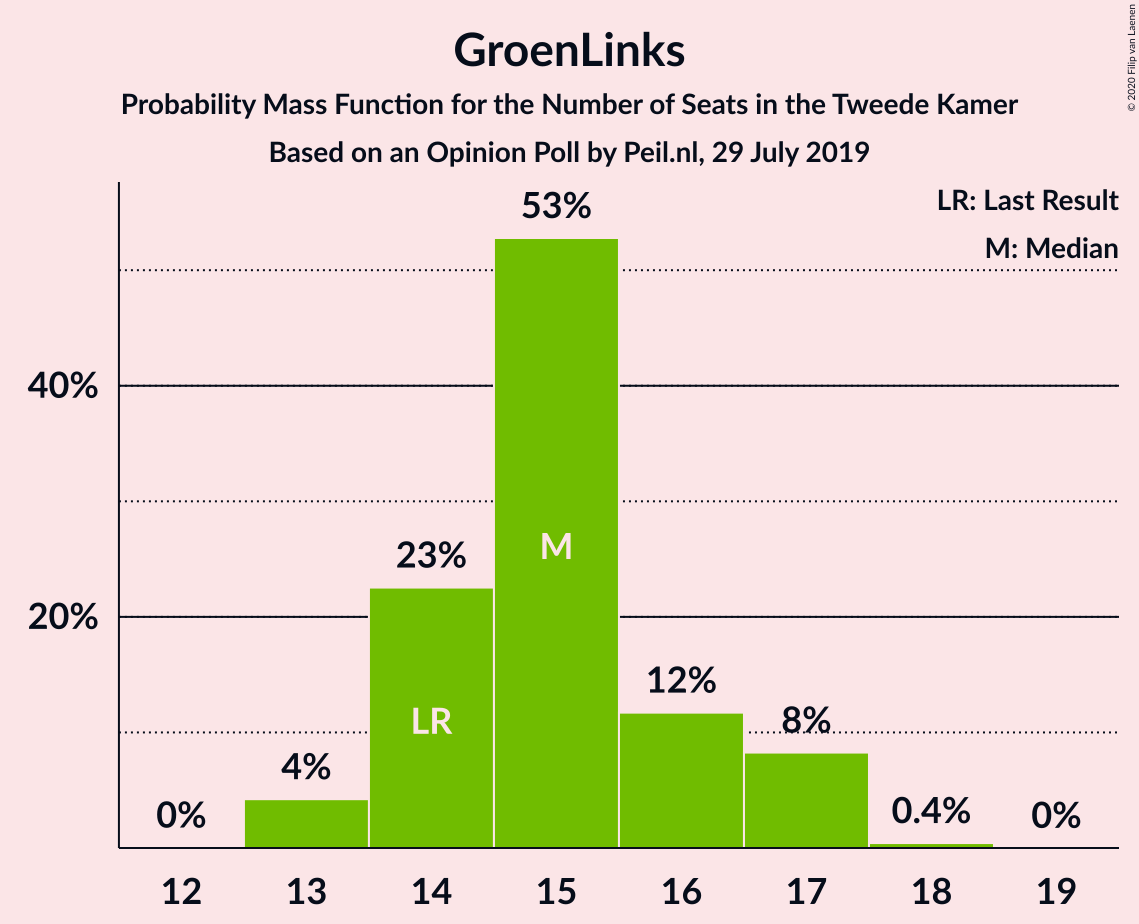 GroenLinks
Probability Mass Function for the Number of Seats in the Tweede Kamer
Based on an Opinion Poll by Peil.nl, 29 July 2019
© 2020 Filip van Laenen
LR: Last Result
M: Median
40%
20%
0%
4%
23%
53%
12%
8%
0.4%
0%
LR
M
12
13
14
15
16
17
18
19